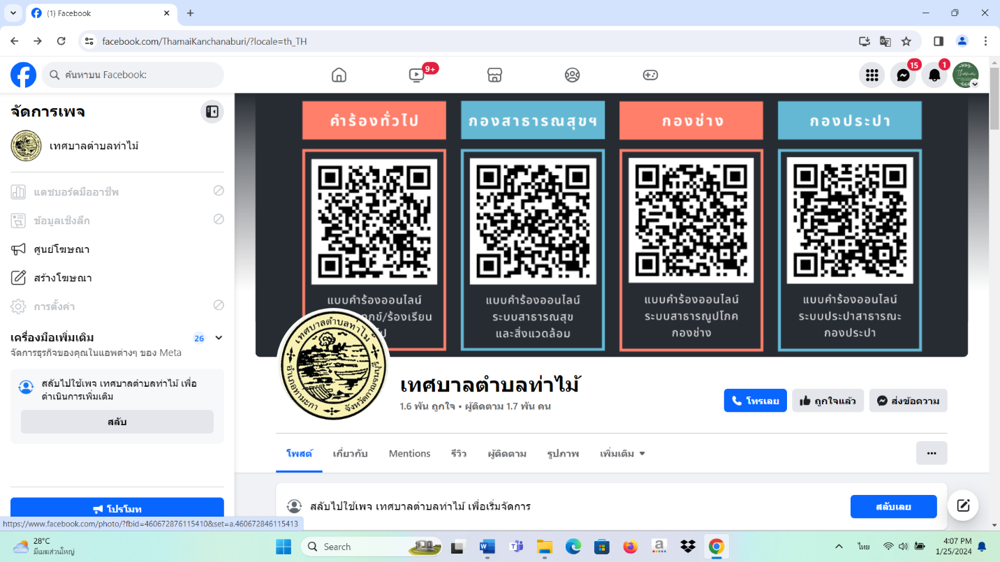 (1) Facebook
facebook.com/ThamaiKanchanaburi/?locale=th_TH
ค้นหาบน Facebook:
9+
15
1
Thamai
จัดการเพจ
เทศบาลตำบลท่าไม้
แดชบอร์ดมืออาชีพ
ข้อมูลเชิงลึก
ศูนย์โฆษณา
สร้างโฆษณา
การตั้งค่า
เครื่องมือเพิ่มเติม 26
จัดการธุรกิจของคุณในแอพต่างๆ ของ Meta
สลับไปใช้เพจ เทศบาลตำบลท่าไม้ เพื่อ
ดำเนินการเพิ่มเติม
สลับ
โปรโมท
คำร้องทั่วไป
กองสาธารณสุขฯ
กองช่าง
กองประปา
แบบคำร้องออนไลน์
ทุกข์/ร้องเรียน
แบบคำร้องออนไลน์
ระบบสาธารณสุข
และสิ่งแวดล้อม
แบบคำร้องออนไลน์
ระบบสาธารณูปโภค
กองช่าง
แบบคำร้องออนไลน์
ระบบประปาสาธารณะ
กองประปา
เทศบาลตำบลท่าไม้
อำเภอท่ามะกา
จังหวัดกาญจนบุรี
เทศบาลตำบลท่าไม้
1.6 พัน ถูกใจ • ผู้ติดตาม 1.7 พัน คน
โทรเลย
ถูกใจแล้ว
ส่งข้อความ
โพสต์ เกี่ยวกับ Mentions รีวิว ผู้ติดตาม รูปภาพ เพิ่มเติม
สลับไปใช้เพจ เทศบาลตำบลท่าไม้ เพื่อเริ่มจัดการ
สลับเลย
https://www.facebook.com/photo/?fbid=460672876115410&set=a.460672846115413
28°C
มีเมฆส่วนใหญ่
Search
ไทย
4:07 PM
1/25/2024